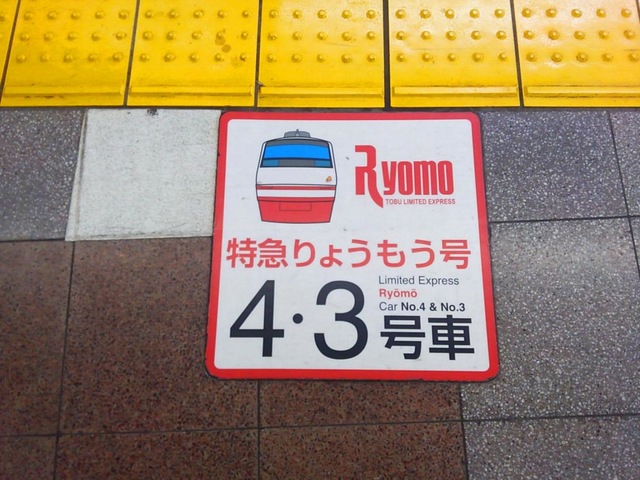 Ryomo
TOBU LIMITED EXPRESS
特急りょうもう号
4・3号車
Limited Express
Ryōmō
Car No.4 & No.3